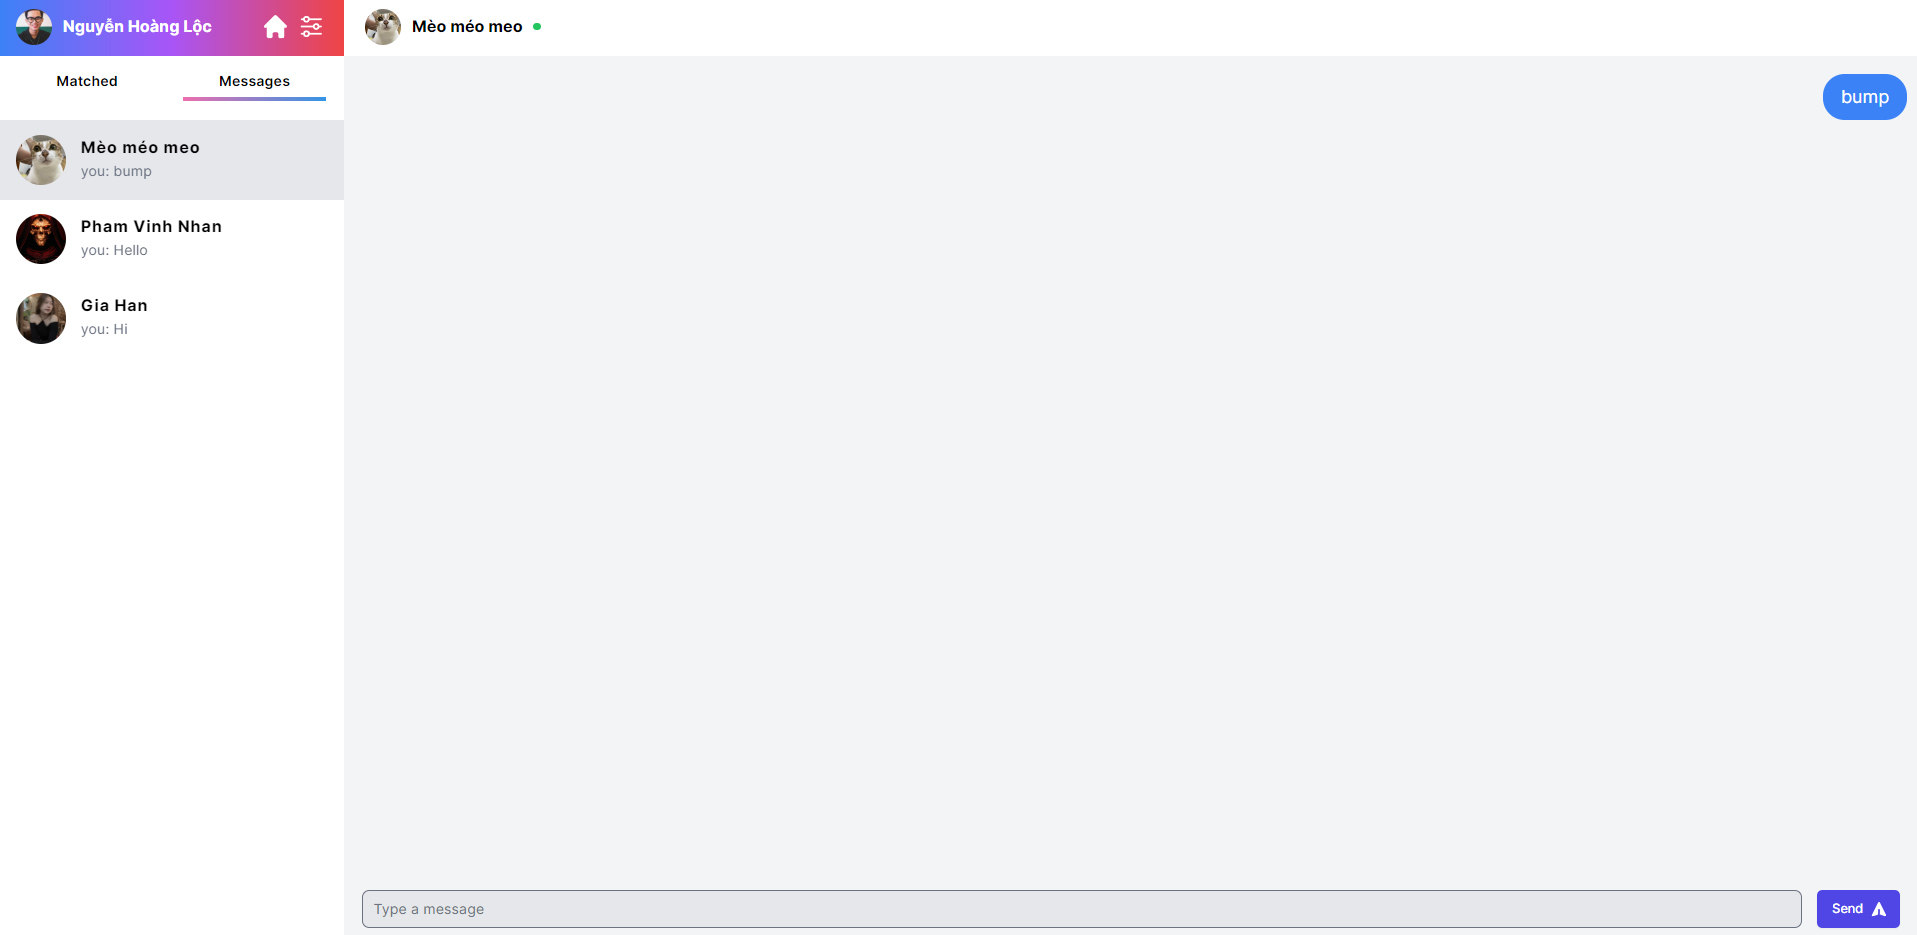 Nguyễn Hoàng Lộc
Matched
Messages
Mèo méo meo
you: bump
Pham Vinh Nhan
you: Hello
Gia Han
you: Hi
Mèo méo meo
bump
Type a message
Send